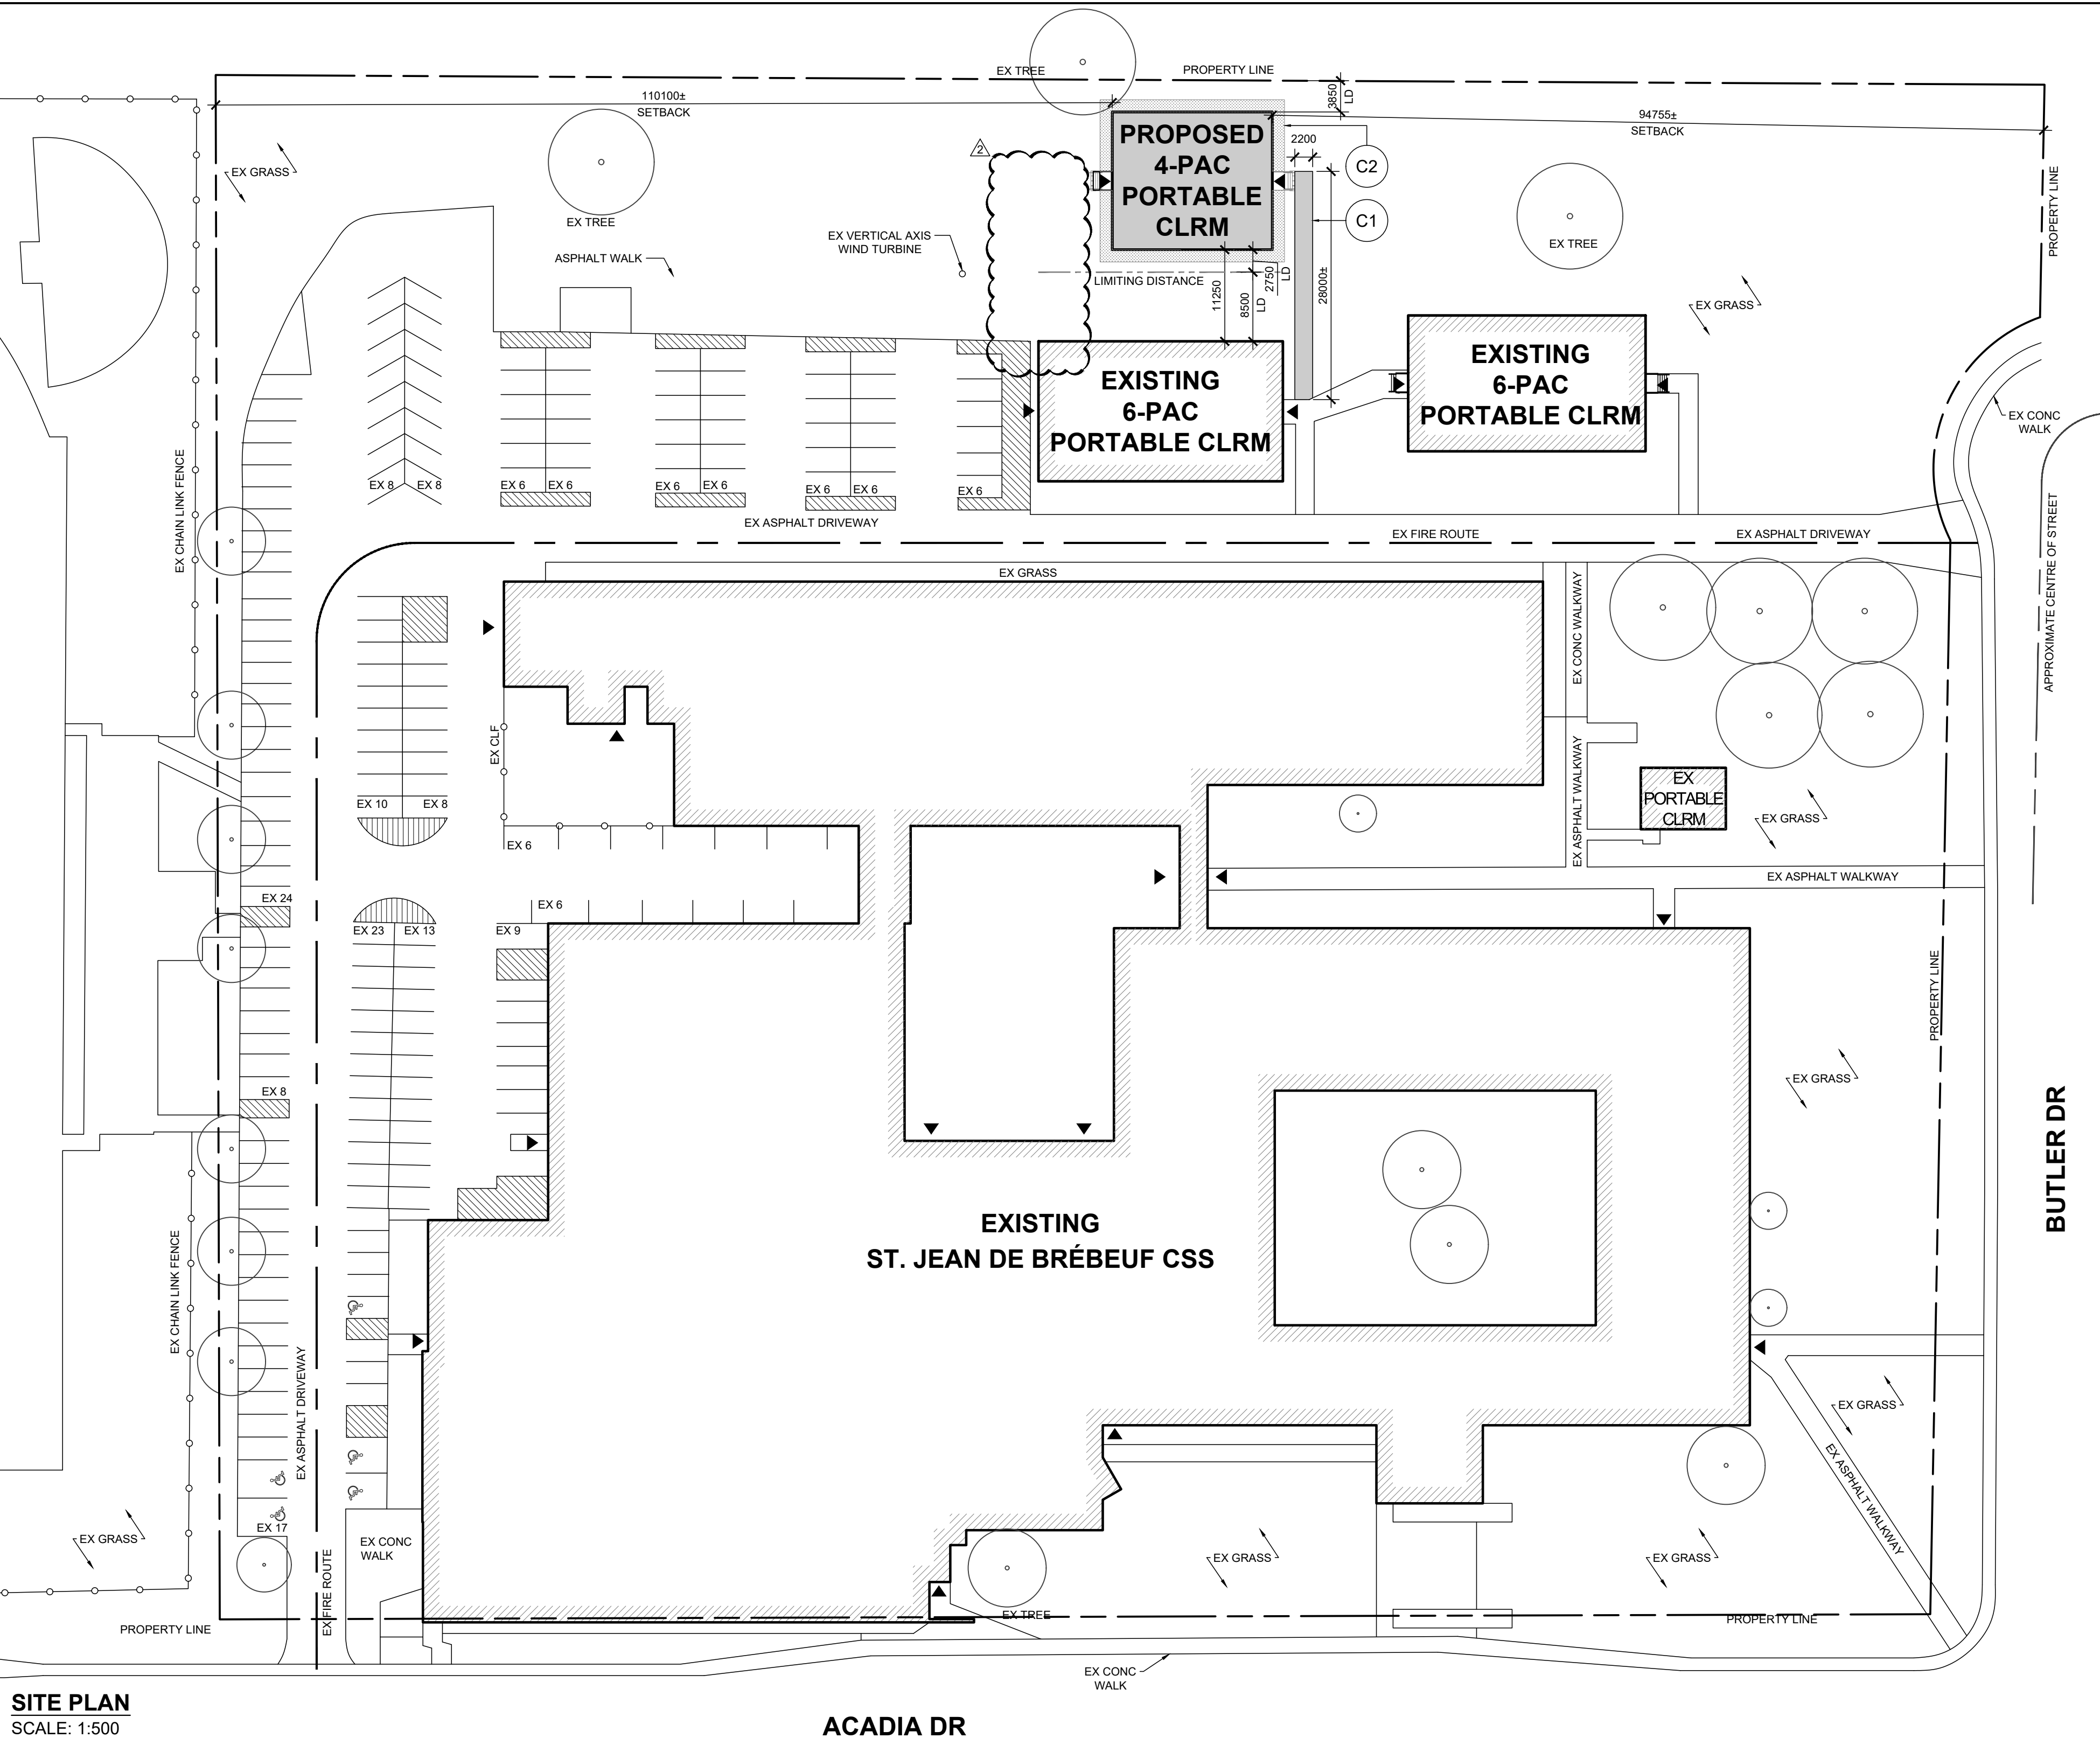 EX TREE
PROPERTY LINE
110100±
SETBACK
3850
LD
94755±
SETBACK
PROPOSED
4-PAC
PORTABLE
CLRM
2200
2
C2
C1
EX GRASS
EX TREE
EX TREE
PROPERTY LINE
EX VERTICAL AXIS
WIND TURBINE
ASPHALT WALK
LIMITING DISTANCE
11250
8500
LD
2750
LD
28000±
EX GRASS
EXISTING
6-PAC
PORTABLE CLRM
EXISTING
6-PAC
PORTABLE CLRM
EX CONC
WALK
EX CHAIN LINK FENCE
EX 8
EX 8
EX 6
EX 6
EX 6
EX 6
EX 6
EX 6
EX 6
EX ASPHALT DRIVEWAY
EX FIRE ROUTE
EX ASPHALT DRIVEWAY
APPROXIMATE CENTRE OF STREET
EX GRASS
EX CONC WALKWAY
EX CLF
EX ASPHALT WALKWAY
EX
PORTABLE
CLRM
EX GRASS
EX 10
EX 8
EX 6
EX ASPHALT WALKWAY
EX 24
EX 6
EX 23
EX 13
EX 9
PROPERTY LINE
EX 8
EX GRASS
BUTLER DR
EXISTING
ST. JEAN DE BRÉBEUF CSS
EX CHAIN LINK FENCE
EX ASPHALT DRIVEWAY
EX GRASS
EX ASPHALT WALKWAY
EX 17
EX GRASS
EX CONC
WALK
EX GRASS
EX GRASS
EX FIRE ROUTE
EX TREE
PROPERTY LINE
PROPERTY LINE
EX CONC
WALK
SITE PLAN
SCALE: 1:500
ACADIA DR